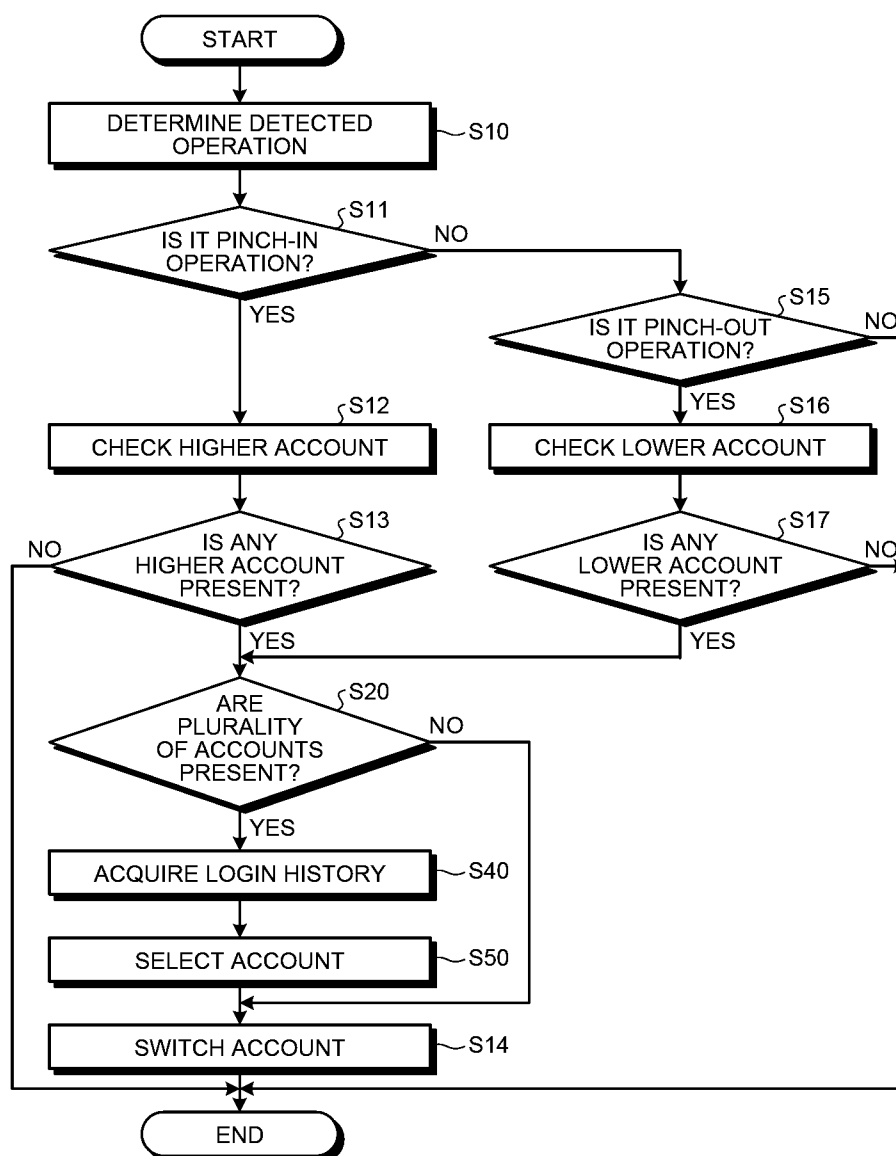 START
DETERMINE DETECTED
OPERATION
S10
S11
IS IT PINCH-IN
OPERATION?
NO
YES
S15
IS IT PINCH-OUT
OPERATION?
NO
YES
S12
CHECK HIGHER ACCOUNT
S16
CHECK LOWER ACCOUNT
S13
NO
IS ANY
HIGHER ACCOUNT
PRESENT?
YES
S17
IS ANY
LOWER ACCOUNT
PRESENT?
NO
YES
S20
ARE
PLURALITY
OF ACCOUNTS
PRESENT?
NO
YES
ACQUIRE LOGIN HISTORY
S40
SELECT ACCOUNT
S50
SWITCH ACCOUNT
S14
END